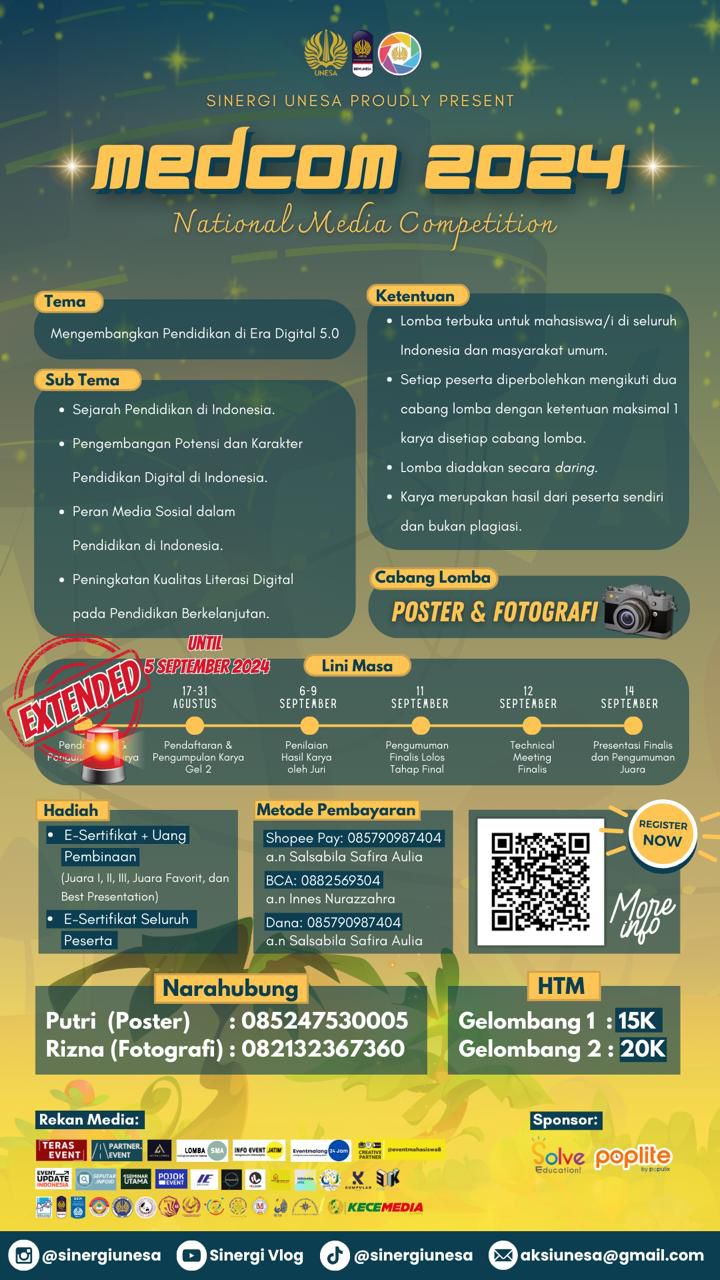 UNESA
SINERGI UNESA PROUDLY PRESENT
medcom 2024
National Media Competition
Tema
Mengembangkan Pendidikan di Era Digital 5.0
Sub Tema
• Sejarah Pendidikan di Indonesia.
• Pengembangan Potensi dan Karakter
Pendidikan Digital di Indonesia.
• Peran Media Sosial dalam
Pendidikan di Indonesia.
• Peningkatan Kualitas Literasi Digital
pada Pendidikan Berkelanjutan.
Ketentuan
• Lomba terbuka untuk mahasiswa/i di seluruh
Indonesia dan masyarakat umum.
• Setiap peserta diperbolehkan mengikuti dua
cabang lomba dengan ketentuan maksimal 1
karya disetiap cabang lomba.
• Lomba diadakan secara daring.
• Karya merupakan hasil dari peserta sendiri
dan bukan plagiasi.
Cabang Lomba
POSTER & FOTOGRAFI
EXTENDED
UNTIL
5 SEPTEMBER 2024
Lini Masa
17-31
AGUSTUS
Pendaftaran &
Pengumpulan Karya
Gel 2
6-9
SEPTEMBER
Penilaian
Hasil Karya
oleh Juri
11
SEPTEMBER
Pengumuman
Finalis Lolos
Tahap Final
12
SEPTEMBER
Technical
Meeting
Finalis
14
SEPTEMBER
Presentasi Finalis
dan Pengumuman
Juara
Hadiah
• E-Sertifikat + Uang
Pembinaan
(Juara I, II, III, Juara Favorit, dan
Best Presentation)
• E-Sertifikat Seluruh
Peserta
Metode Pembayaran
Shopee Pay: 085790987404
a.n Salsabila Safira Aulia
BCA: 0882569304
a.n Innes Nurazzahra
Dana: 085790987404
a.n Salsabila Safira Aulia
REGISTER
NOW
More
info
Narahubung
Putri (Poster) : 085247530005
Rizna (Fotografi) : 082132367360
HTM
Gelombang 1 : 15K
Gelombang 2 : 20K
Rekan Media:
TERAS
EVENT
PARTNER.
EVENT
LOMBA
SMA
INFO EVENT JATIM
Eventmalang 24 Jam
CREATIVE
PARTNER
@eventmahasiswa8
EVENT
UPDATE
INDONESIA
SEPUTAR
INFOID
#SEMINAR
UTAMA
POJOK
EVENT
KUMPULAN
KECEMEDIA
Sponsor:
Solve
Education!
poplite
by populix
@sinergiunesa
Sinergi Vlog
@sinergiunesa
aksiunesa@gmail.com